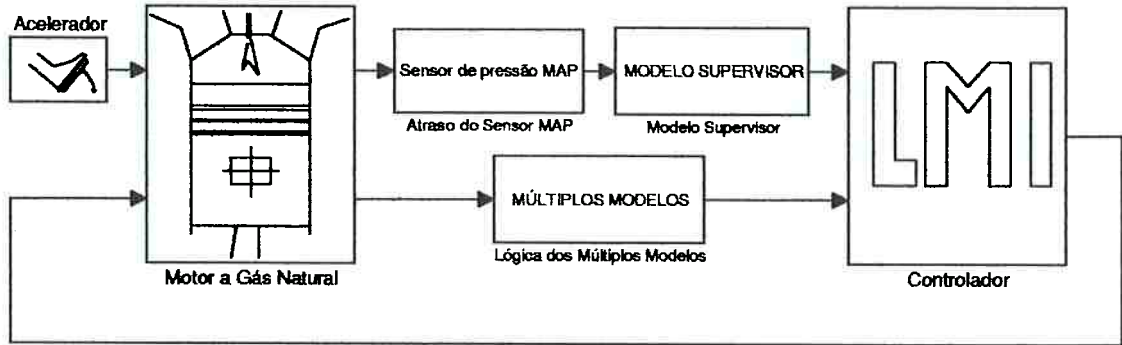 Acelerador
Sensor de pressão MAP
MODELO SUPERVISOR
LMI
Atraso do Sensor MAP
Modelo Supervisor
MÚLTIPLOS MODELOS
Lógica dos Múltiplos Modelos
Motor a Gás Natural
Controlador